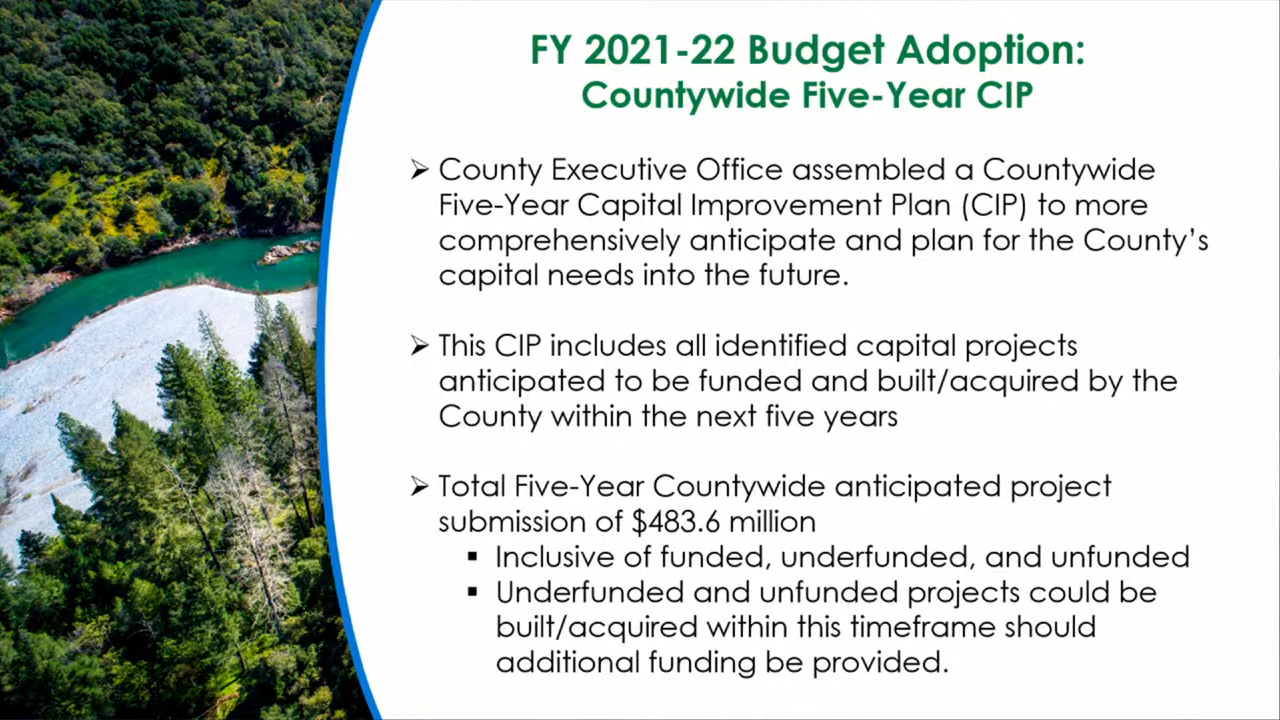 FY 2021-22 Budget Adoption:
Countywide Five-Year CIP
➢ County Executive Office assembled a Countywide
Five-Year Capital Improvement Plan (CIP) to more
comprehensively anticipate and plan for the County's
capital needs into the future.
➢ This CIP includes all identified capital projects
anticipated to be funded and built/acquired by the
County within the next five years
➢ Total Five-Year Countywide anticipated project
submission of $483.6 million
▪ Inclusive of funded, underfunded, and unfunded
▪ Underfunded and unfunded projects could be
built/acquired within this timeframe should
additional funding be provided.